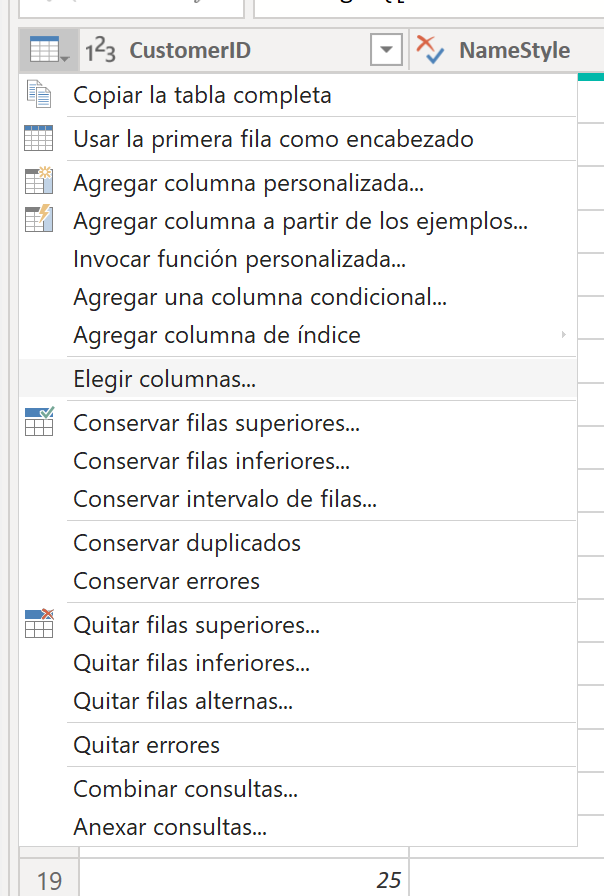 123 CustomerID NameStyle
Copiar la tabla completa
Usar la primera fila como encabezado
Agregar columna personalizada...
Agregar columna a partir de los ejemplos...
Invocar función personalizada...
Agregar una columna condicional...
Agregar columna de índice
Elegir columnas...
Conservar filas superiores...
Conservar filas inferiores...
Conservar intervalo de filas...
Conservar duplicados
Conservar errores
Quitar filas superiores...
Quitar filas inferiores...
Quitar filas alternas...
Quitar errores
Combinar consultas...
Anexar consultas...
19 25